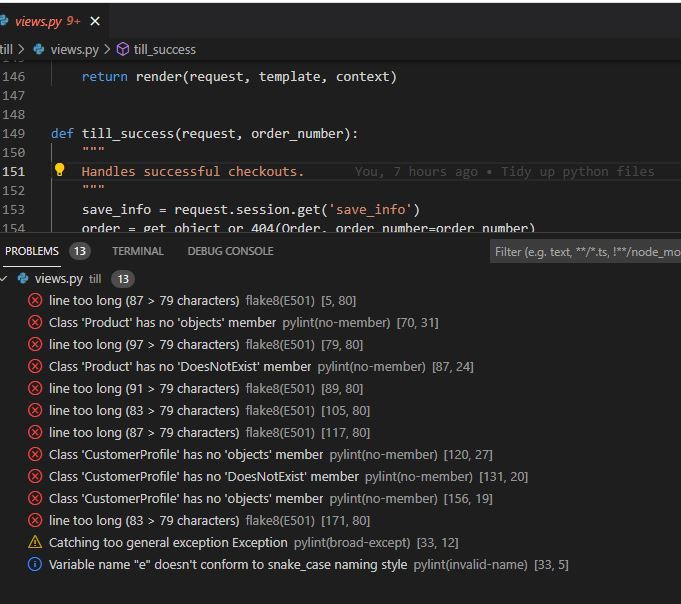 views.py 9+
till > views.py > till_success
146 return render(request, template, context)
147
148
149 def till_success(request, order_number):
150 """
151 Handles successful checkouts. You, 7 hours ago • Tidy up python files
152 """
153 save_info = request.session.get('save_info')
154 order = get_object_or_404(Order, order_number=order_number)
PROBLEMS 13 TERMINAL DEBUG CONSOLE Filter (e.g. text, **/*.ts, !**/node_mo
views.py till 13
line too long (87 > 79 characters) flake8(E501) [5, 80]
Class 'Product' has no 'objects' member pylint(no-member) [70, 31]
line too long (97 > 79 characters) flake8(E501) [79, 80]
Class 'Product' has no 'DoesNotExist' member pylint(no-member) [87, 24]
line too long (91 > 79 characters) flake8(E501) [89, 80]
line too long (83 > 79 characters) flake8(E501) [105, 80]
line too long (87 > 79 characters) flake8(E501) [117, 80]
Class 'CustomerProfile' has no 'objects' member pylint(no-member) [120, 27]
Class 'CustomerProfile' has no 'DoesNotExist' member pylint(no-member) [131, 20]
Class 'CustomerProfile' has no 'objects' member pylint(no-member) [156, 19]
line too long (83 > 79 characters) flake8(E501) [171, 80]
Catching too general exception Exception pylint(broad-except) [33, 12]
Variable name "e" doesn't conform to snake_case naming style pylint(invalid-name) [33, 5]